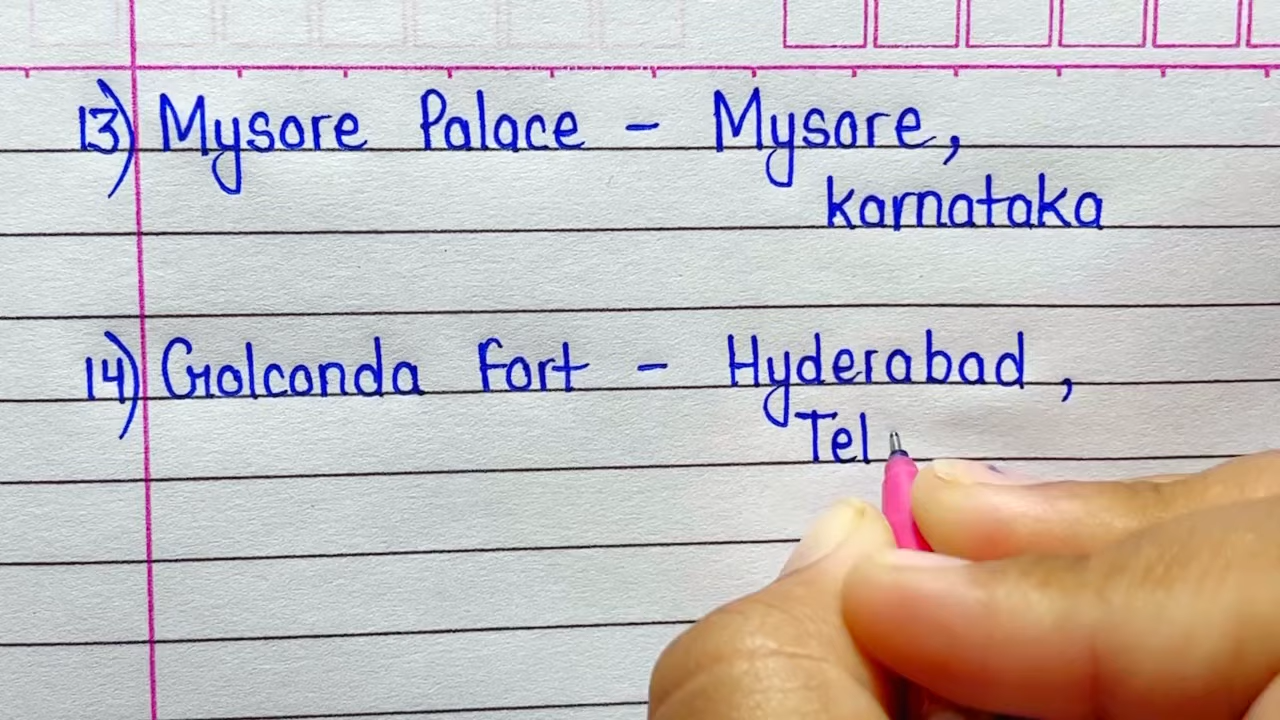 13) Mysore Palace - Mysore,
Karnataka
14) Golconda Fort - Hyderabad,
Tel